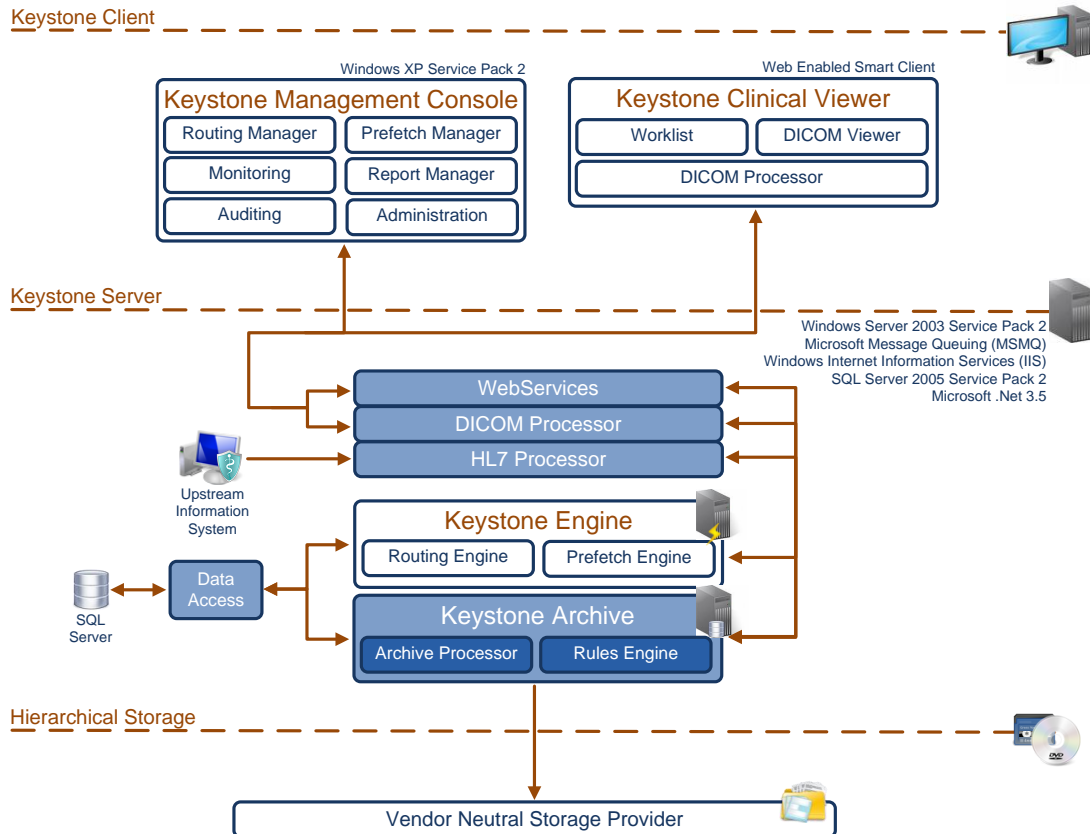 Keystone Client
Windows XP Service Pack 2
Keystone Management Console
Routing Manager
Prefetch Manager
Monitoring
Report Manager
Auditing
Administration
Web Enabled Smart Client
Keystone Clinical Viewer
Worklist
DICOM Viewer
DICOM Processor
Keystone Server
Windows Server 2003 Service Pack 2
Microsoft Message Queuing (MSMQ)
Windows Internet Information Services (IIS)
SQL Server 2005 Service Pack 2
Microsoft .Net 3.5
WebServices
DICOM Processor
HL7 Processor
Upstream
Information
System
Keystone Engine
Routing Engine
Prefetch Engine
Data
Access
SQL
Server
Keystone Archive
Archive Processor
Rules Engine
Hierarchical Storage
DVD
Vendor Neutral Storage Provider